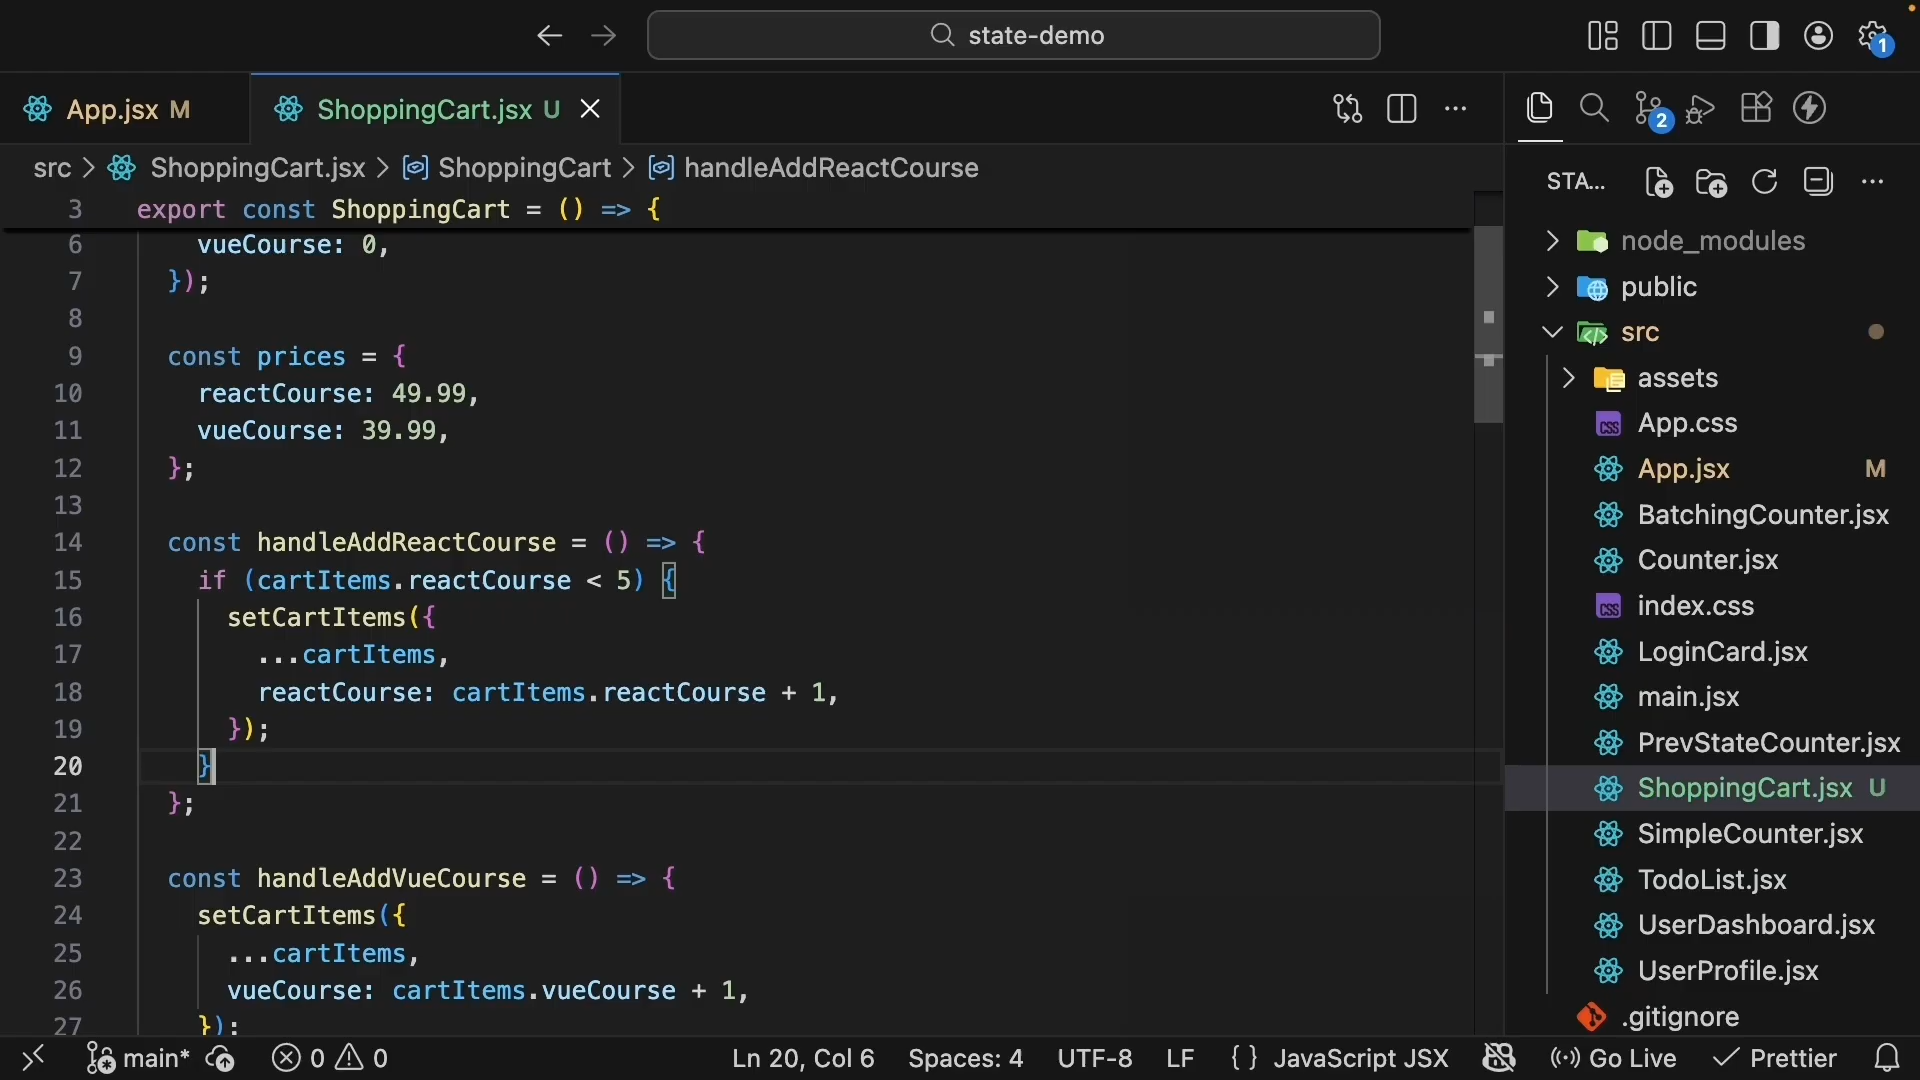 state-demo
1
App.jsx M
ShoppingCart.jsx U
2
src > ShoppingCart.jsx > ShoppingCart > handleAddReactCourse
3 export const ShoppingCart = () => {
6 vueCourse: 0,
7 });
8
9 const prices = {
10 reactCourse: 49.99,
11 vueCourse: 39.99,
12 };
13
14 const handleAddReactCourse = () => {
15 if (cartItems.reactCourse < 5) {
16 setCartItems({
17 ...cartItems,
18 reactCourse: cartItems.reactCourse + 1,
19 });
20 }
21 };
22
23 const handleAddVueCourse = () => {
24 setCartItems({
25 ...cartItems,
26 vueCourse: cartItems.vueCourse + 1,
27 });
STA...
node_modules
public
src
assets
App.css
App.jsx M
BatchingCounter.jsx
Counter.jsx
index.css
LoginCard.jsx
main.jsx
PrevStateCounter.jsx
ShoppingCart.jsx U
SimpleCounter.jsx
TodoList.jsx
UserDashboard.jsx
UserProfile.jsx
.gitignore
main* 0 0 Ln 20, Col 6 Spaces: 4 UTF-8 LF { } JavaScript JSX Go Live Prettier